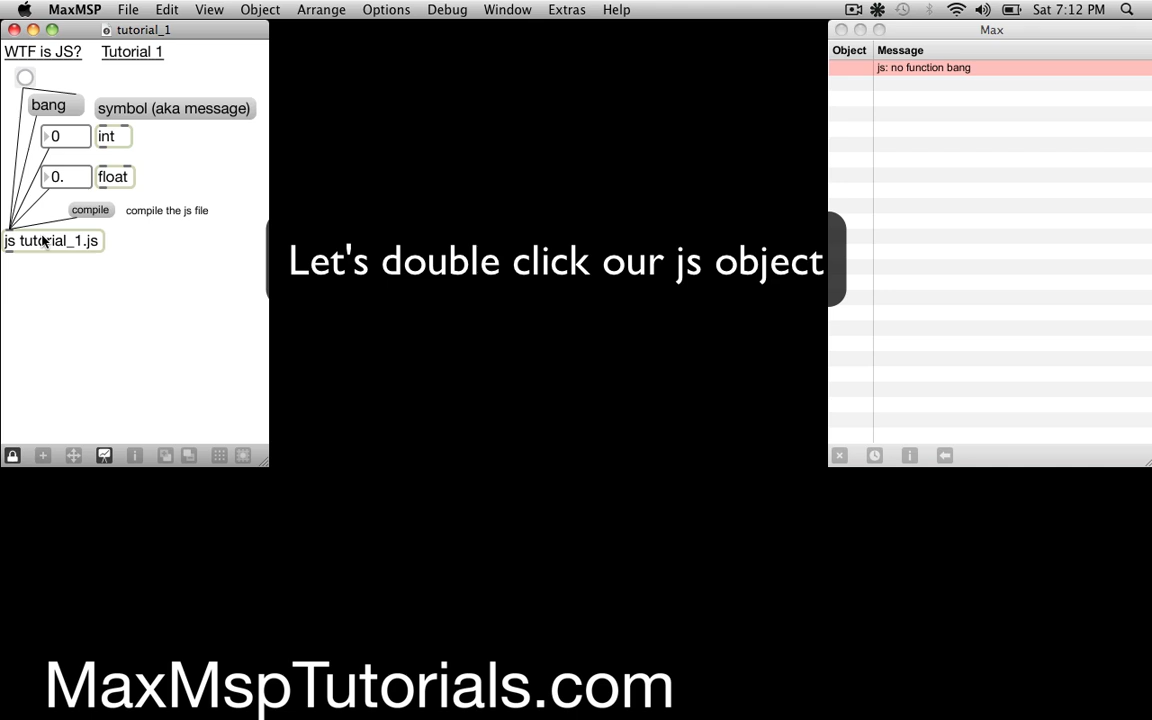 MaxMSP File Edit View Object Arrange Options Debug Window Extras Help Sat 7:12 PM
tutorial_1
WTF is JS? Tutorial 1
bang symbol (aka message)
0 int
0. float
compile compile the js file
js tutorial_1.js
Let's double click our js object
Max
Object Message
js: no function bang
MaxMspTutorials.com